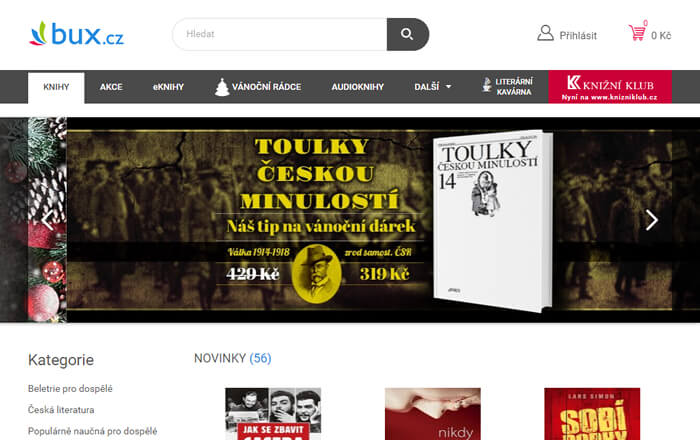 bux.cz
Hledat
Přihlásit
0
0 Kč
KNIHY
AKCE
eKNIHY
VÁNOČNÍ RÁDCE
AUDIOKNIHY
DALŠÍ
LITERÁRNÍ
KAVÁRNA
KNIŽNÍ KLUB
Nyní na www.knizniklub.cz
TOULKY
ČESKOU
MINULOSTÍ
Náš tip na vánoční dárek
Válka 1914-1918
zrod samost. ČSR
429 Kč
319 Kč
TOULKY
ČESKOU MINULOSTÍ
14
Kategorie
NOVINKY (56)
Beletrie pro dospělé
Česká literatura
Populárně naučná pro dospělé
JAK SE ZBAVIT
nikdy
LARS SIMON